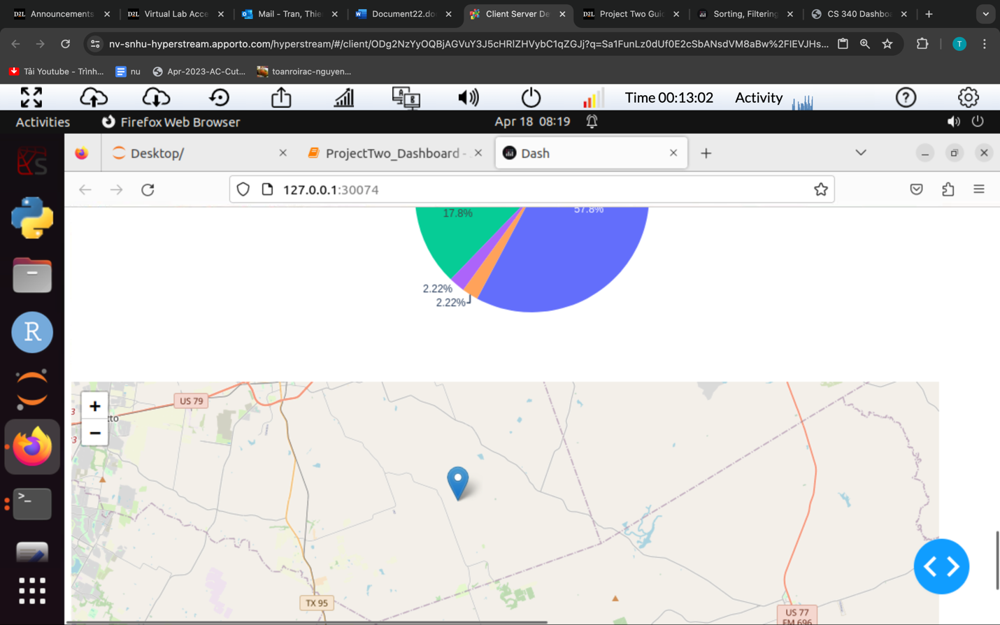 Announcements
Virtual Lab Acce
Mail - Tran, Thie
Document22.do
Client Server De
Project Two Gui
Sorting, Filtering
CS 340 Dashbo
nv-snhu-hyperstream.apporto.com/hyperstream/#/client/ODg2NzYyOQBjAGVuY3J5cHRlZHVybC1qZGJj?q=Sa1FunLz0dUf0E2cSbANsdVM8aBw%2FIEVJHs...
T
Tải Youtube - Trình...
nu
Apr-2023-AC-Cut...
toanroirac-nguyen...
Time 00:13:02
Activity
Activities
Firefox Web Browser
Apr 18 08:19
Desktop/
ProjectTwo_Dashboard -
Dash
127.0.0.1:30074
17.8%
57.8%
2.22%
2.22%
+
−
US 79
tto
TX 95
US 77
FM 696